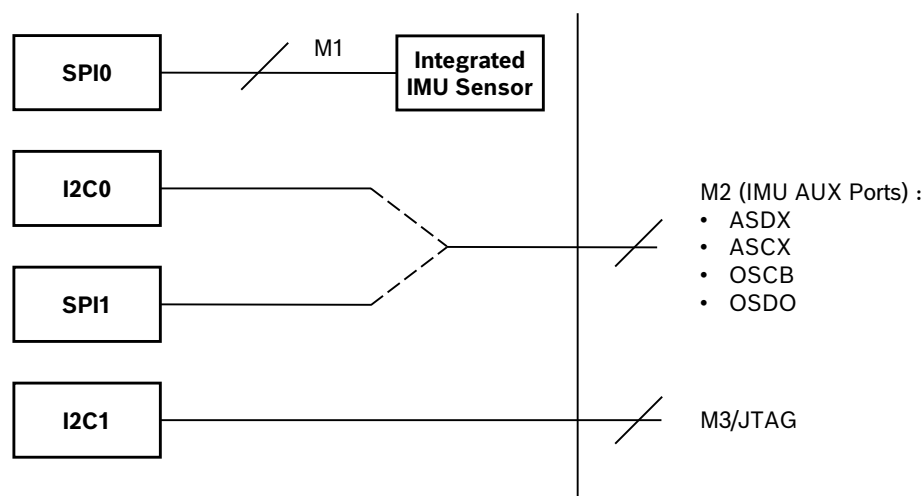 SPI0
M1
Integrated
IMU Sensor
I2C0
M2 (IMU AUX Ports) :
• ASDX
• ASCX
• OSCB
• OSDO
SPI1
I2C1
M3/JTAG